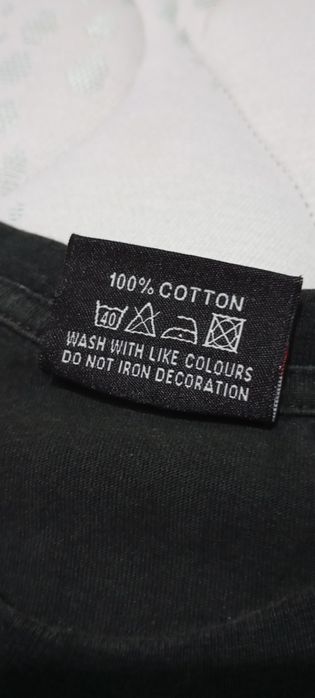 100% COTTON
40
WASH WITH LIKE COLOURS
DO NOT IRON DECORATION